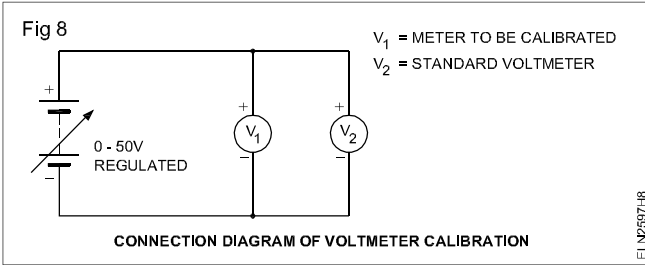 Fig 8
V1 = METER TO BE CALIBRATED
V2 = STANDARD VOLTMETER
+
+
+
V1
V2
0 - 50V
REGULATED
−
−
−
CONNECTION DIAGRAM OF VOLTMETER CALIBRATION
ELN2597H8